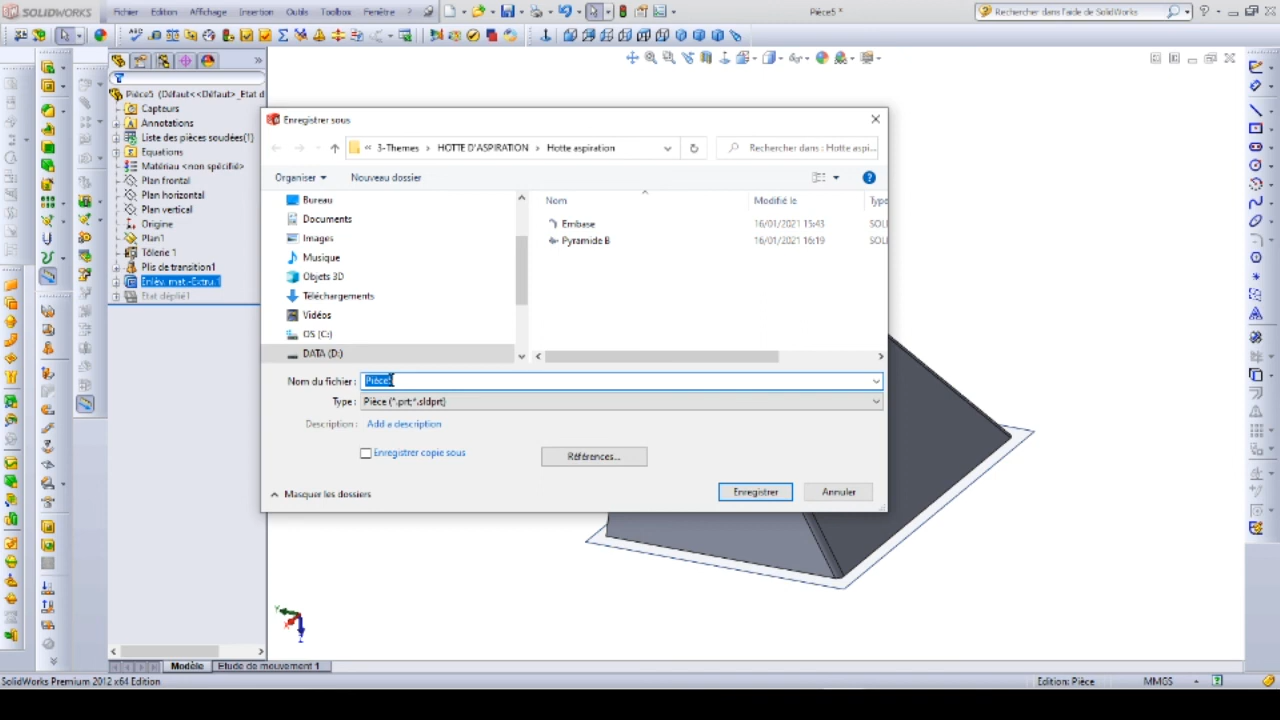 SOLIDWORKS Fichier Edition Affichage Insertion Outils Toolbox Fenêtre ? Pièce5 * Rechercher dans l'aide de SolidWorks
Pièce5 (Défaut<<Défaut>_Etat d
Capteurs
Annotations
Liste des pièces soudées(1)
Equations
Matériau <non spécifié>
Plan frontal
Plan horizontal
Plan vertical
Origine
Plan1
Tôlerie 1
Plis de transition1
Enlèv. mat.-Extru.1
Etat déplié1
Enregistrer sous
« 3-Themes › HOTTE D'ASPIRATION › Hotte aspiration
Rechercher dans : Hotte aspi...
Organiser Nouveau dossier
Bureau
Documents
Images
Musique
Objets 3D
Téléchargements
Vidéos
OS (C:)
DATA (D:)
Nom Modifié le Type
Embase 16/01/2021 15:43 SOLI
Pyramide B 16/01/2021 16:19 SOLI
Nom du fichier : Pièce5
Type : Pièce (*.prt;*.sldprt)
Description : Add a description
Enregistrer copie sous
Références...
Masquer les dossiers
Enregistrer Annuler
Modèle Etude de mouvement 1
SolidWorks Premium 2012 x64 Edition Edition: Pièce MMGS